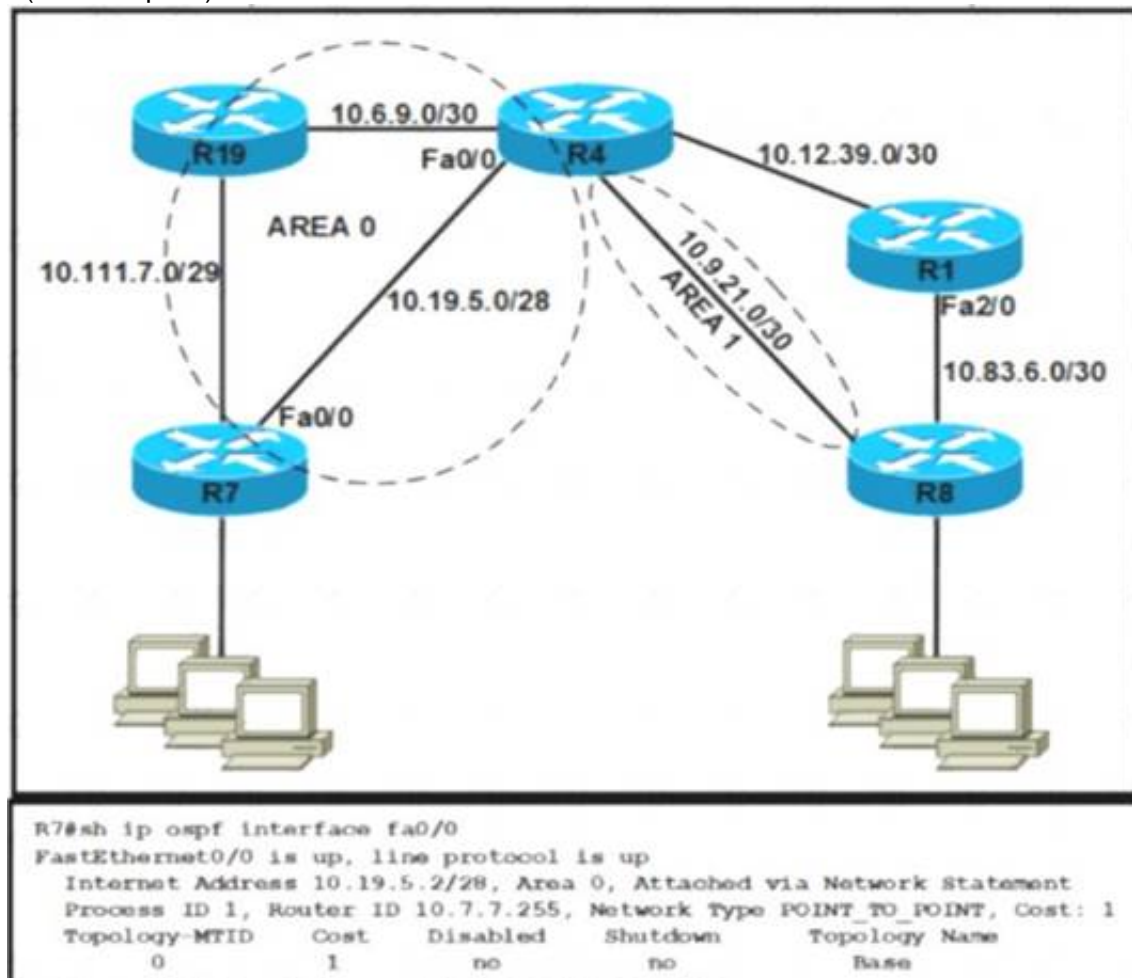 10.6.9.0/30
R19
Fa0/0
R4
10.12.39.0/30
AREA 0
10.111.7.0/29
10.19.5.0/28
10.9.21.0/30
AREA 1
R1
Fa2/0
10.83.6.0/30
Fa0/0
R7
R8
R7#sh ip ospf interface fa0/0
FastEthernet0/0 is up, line protocol is up
Internet Address 10.19.5.2/28, Area 0, Attached via Network Statement
Process ID 1, Router ID 10.7.7.255, Network Type POINT_TO_POINT, Cost: 1
Topology-MTID Cost Disabled Shutdown Topology Name
0 1 no no Base